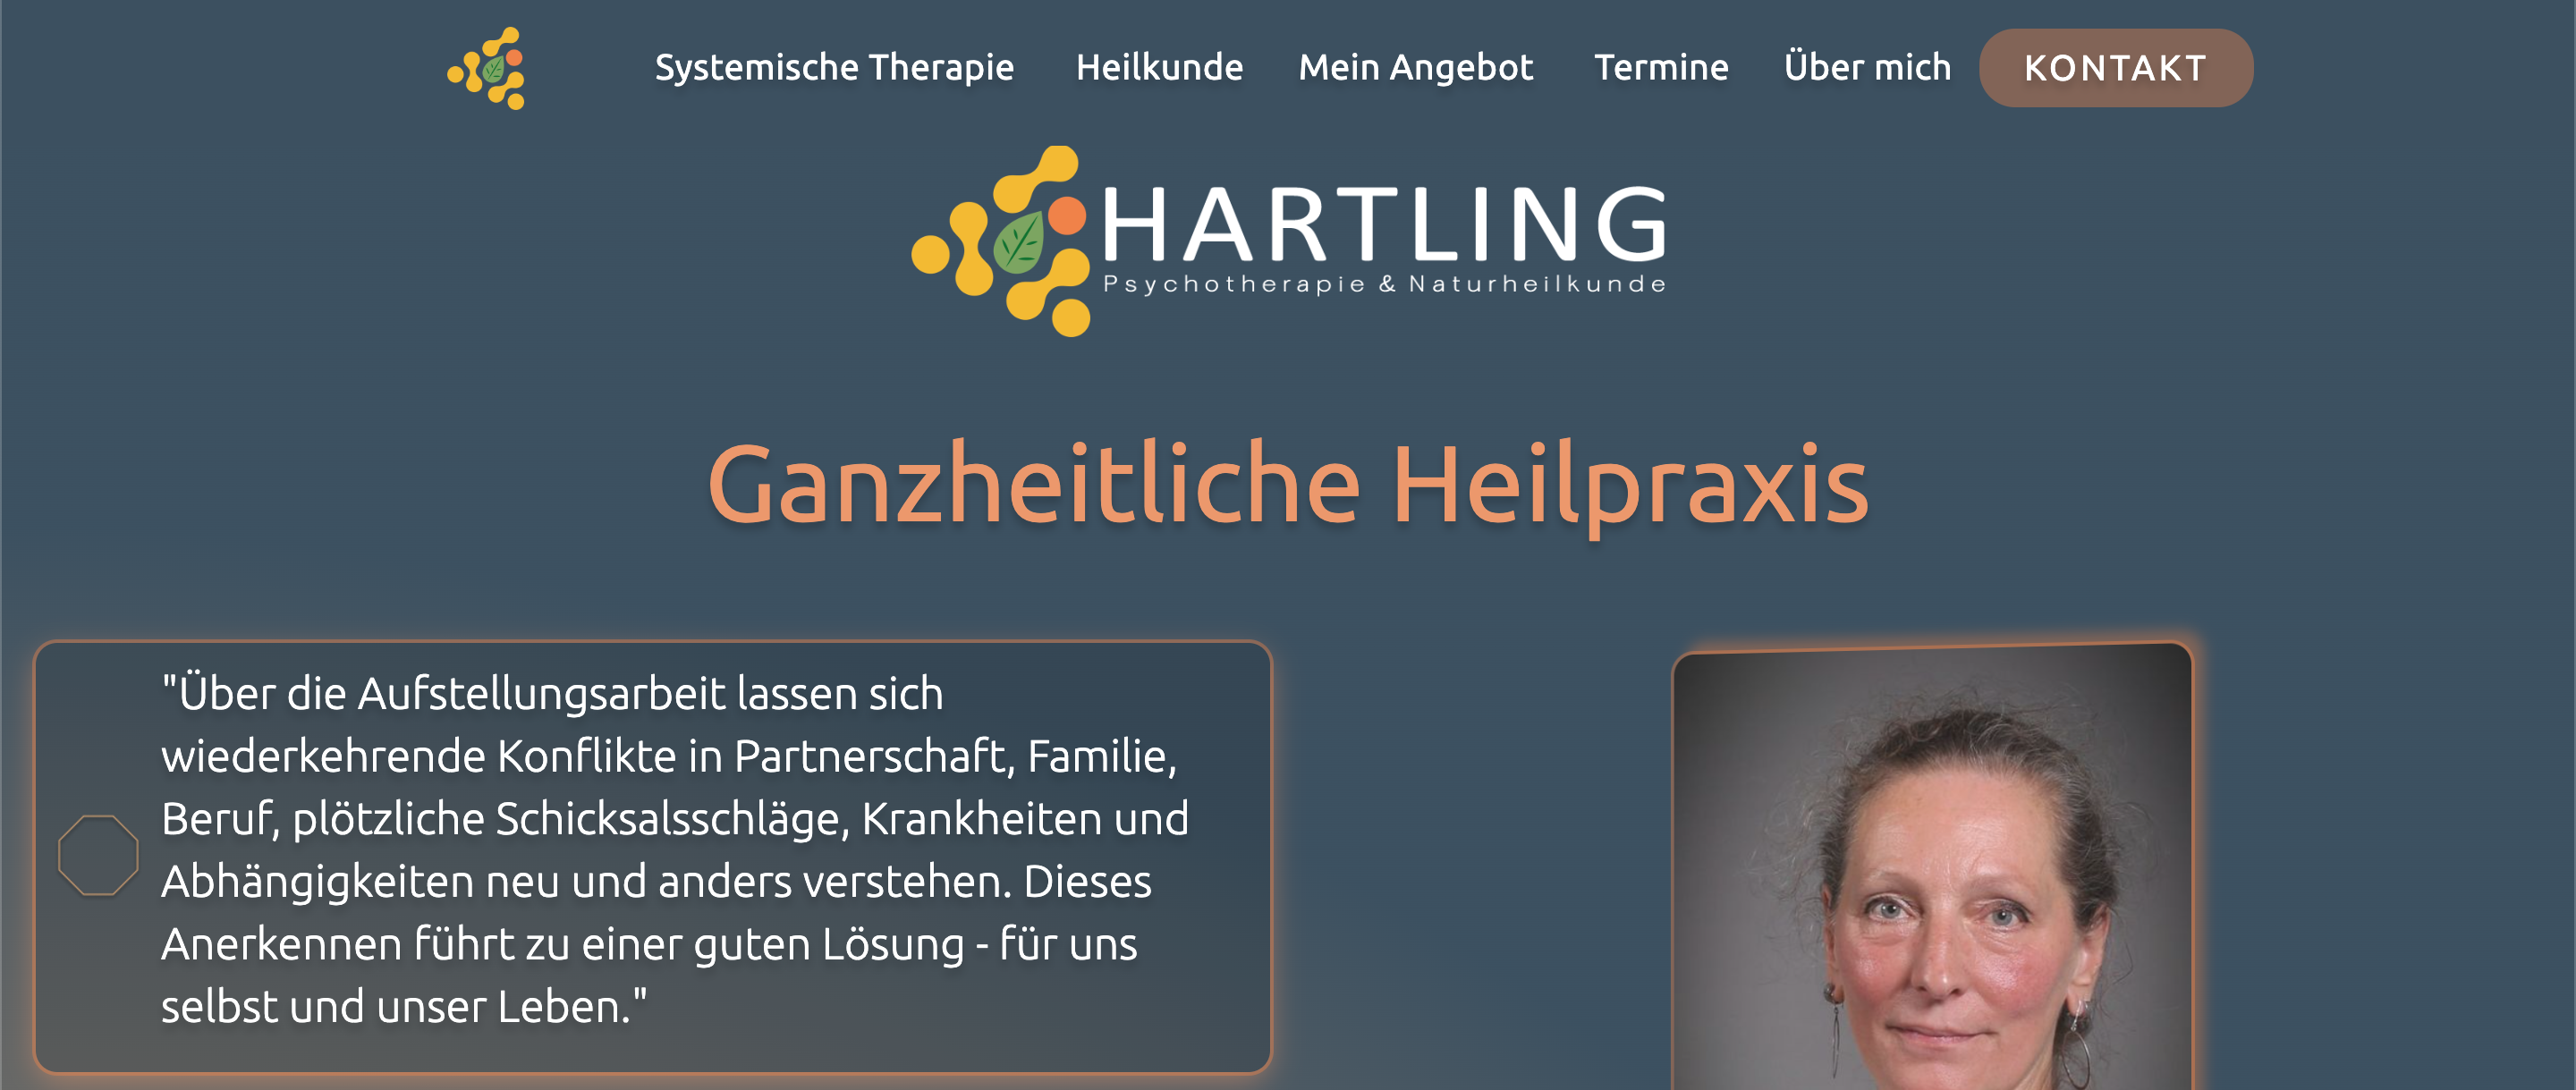 Systemische Therapie Heilkunde Mein Angebot Termine Über mich KONTAKT
HARTLING
Psychotherapie & Naturheilkunde
Ganzheitliche Heilpraxis
"Über die Aufstellungsarbeit lassen sich
wiederkehrende Konflikte in Partnerschaft, Familie,
Beruf, plötzliche Schicksalsschläge, Krankheiten und
Abhängigkeiten neu und anders verstehen. Dieses
Anerkennen führt zu einer guten Lösung - für uns
selbst und unser Leben."